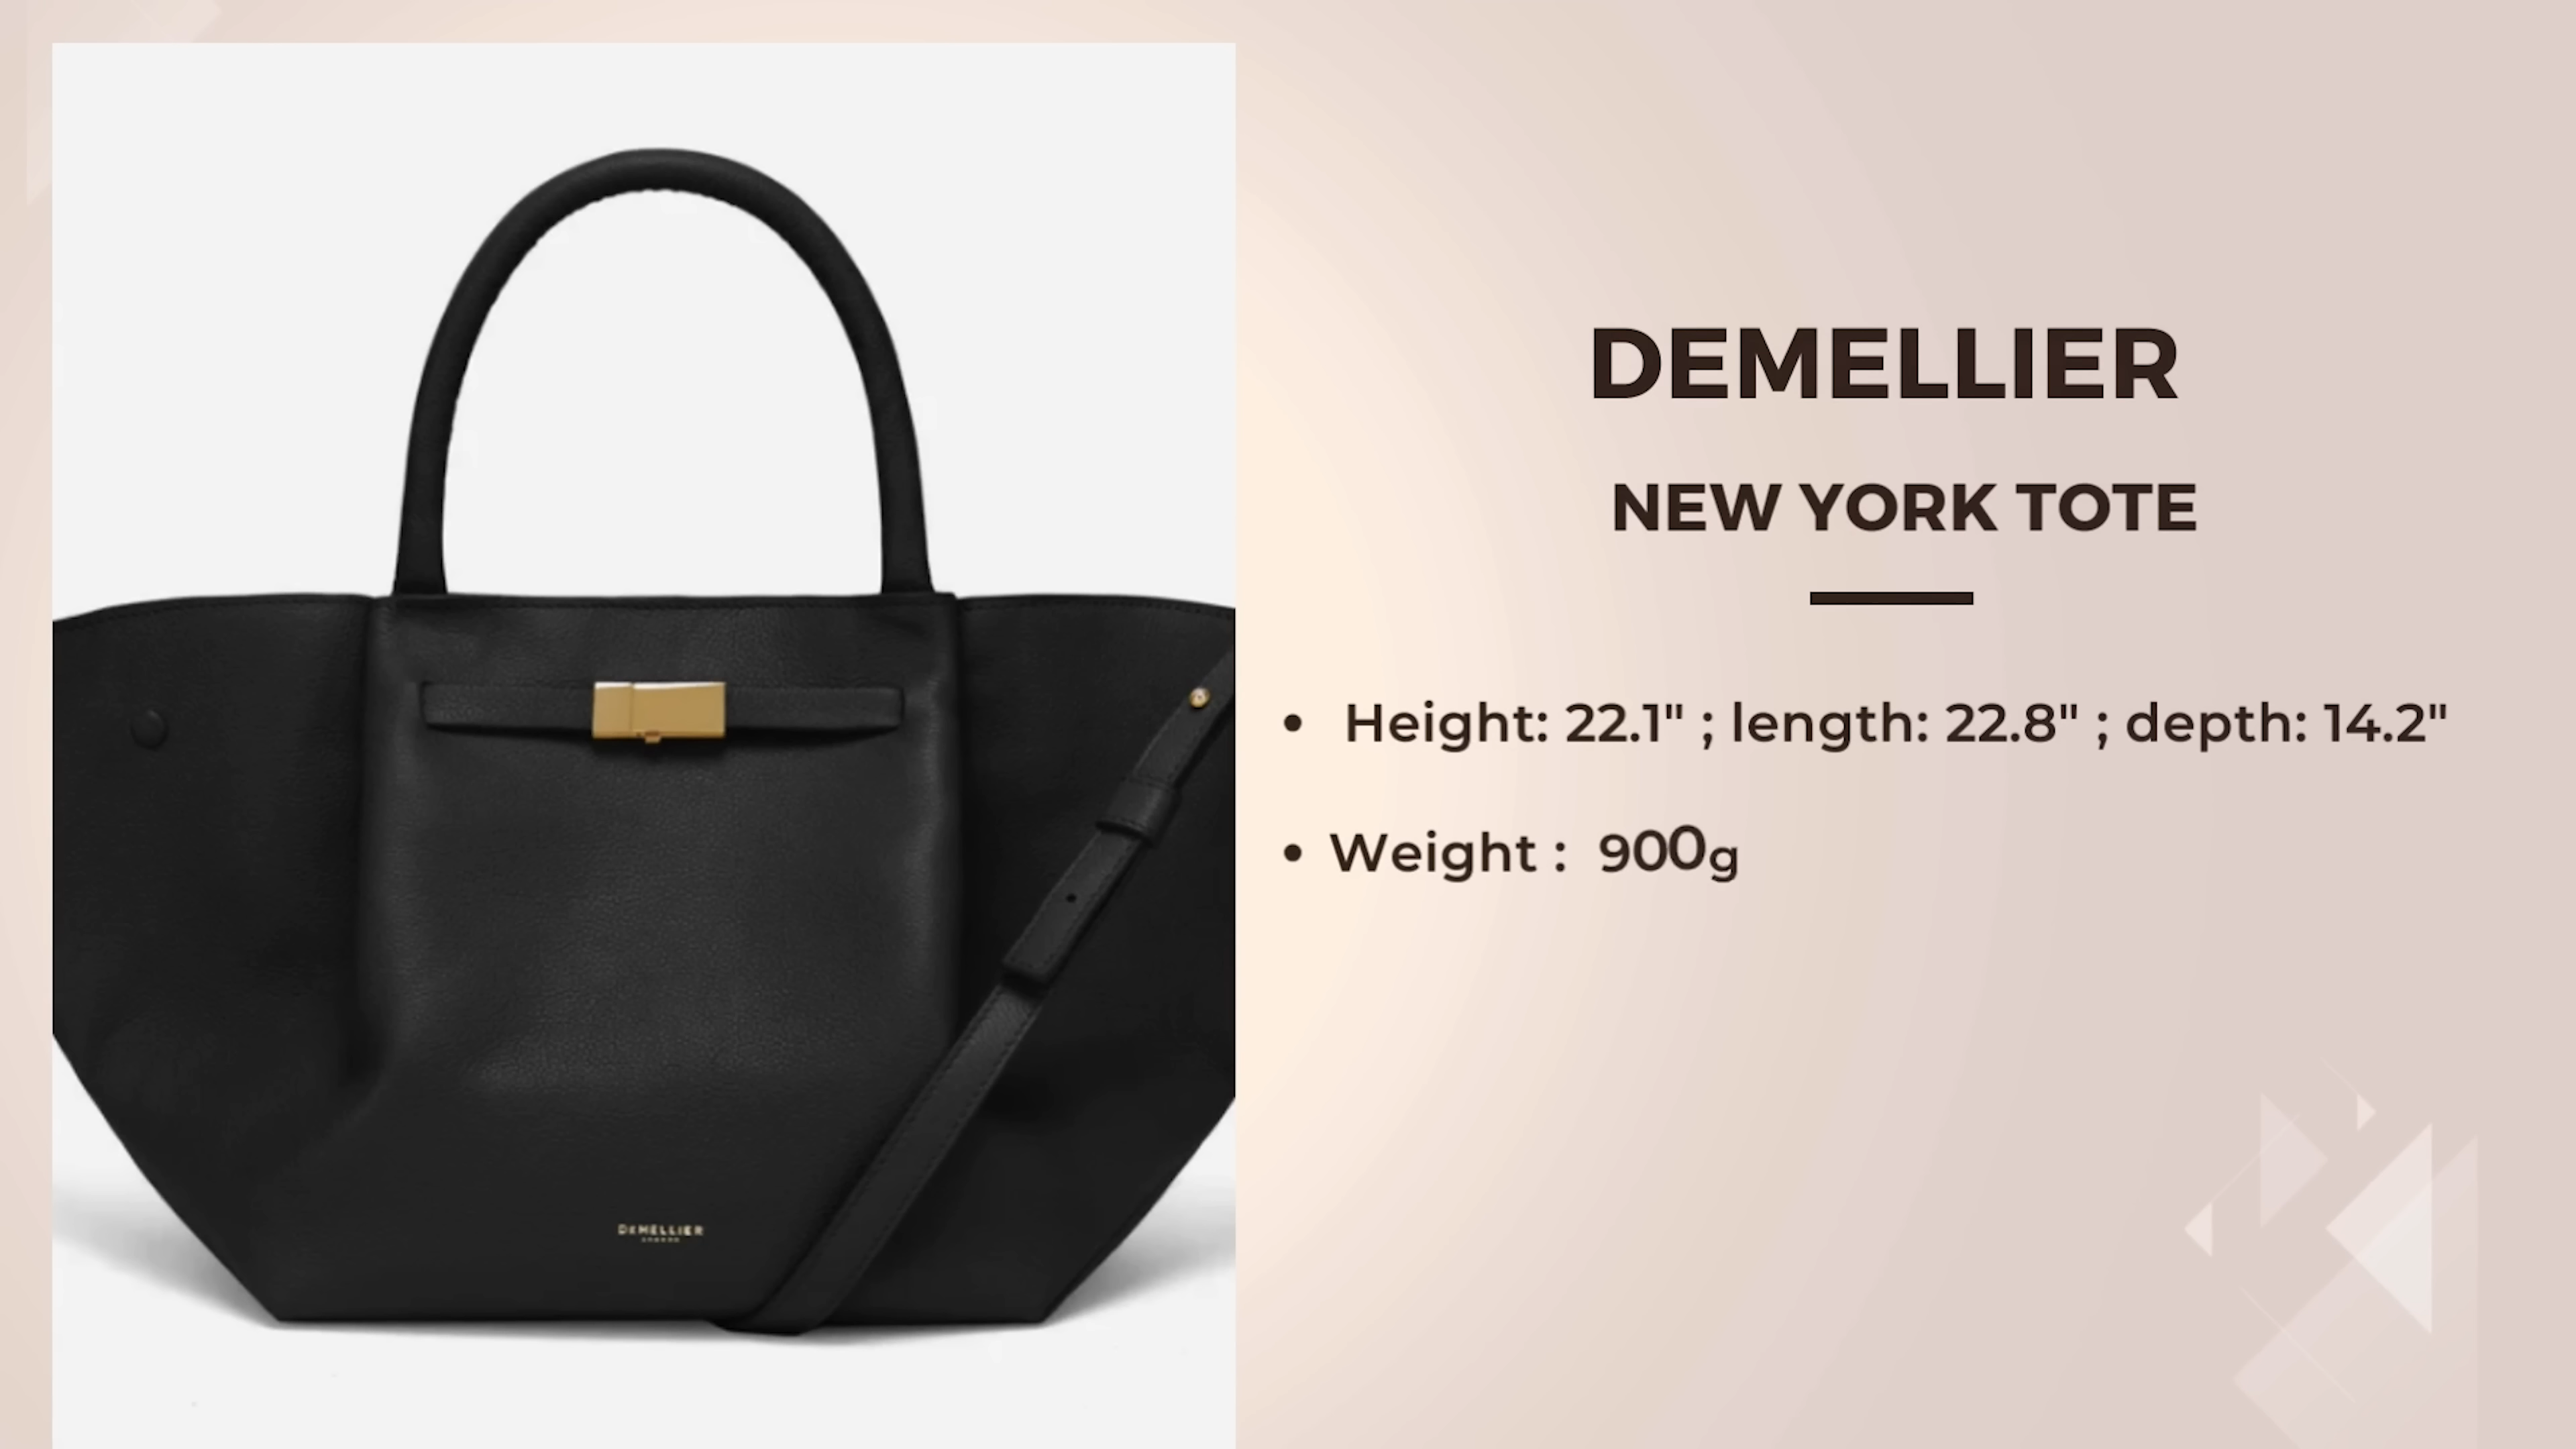 DEMELLIER
NEW YORK TOTE
• Height: 22.1" ; length: 22.8" ; depth: 14.2"
• Weight : 900g
DEMELLIER